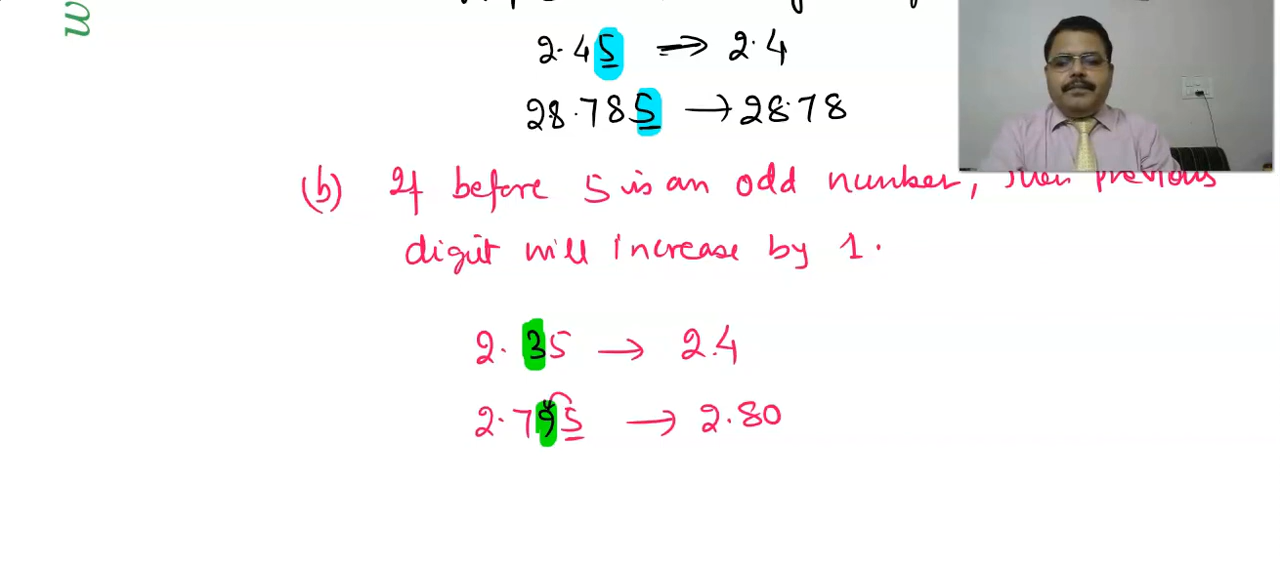 2.45 → 2.4
28.785 → 28.78
(b) If before 5 is an odd number, then previous
digit will increase by 1.
2.35 → 2.4
2.795 → 2.80